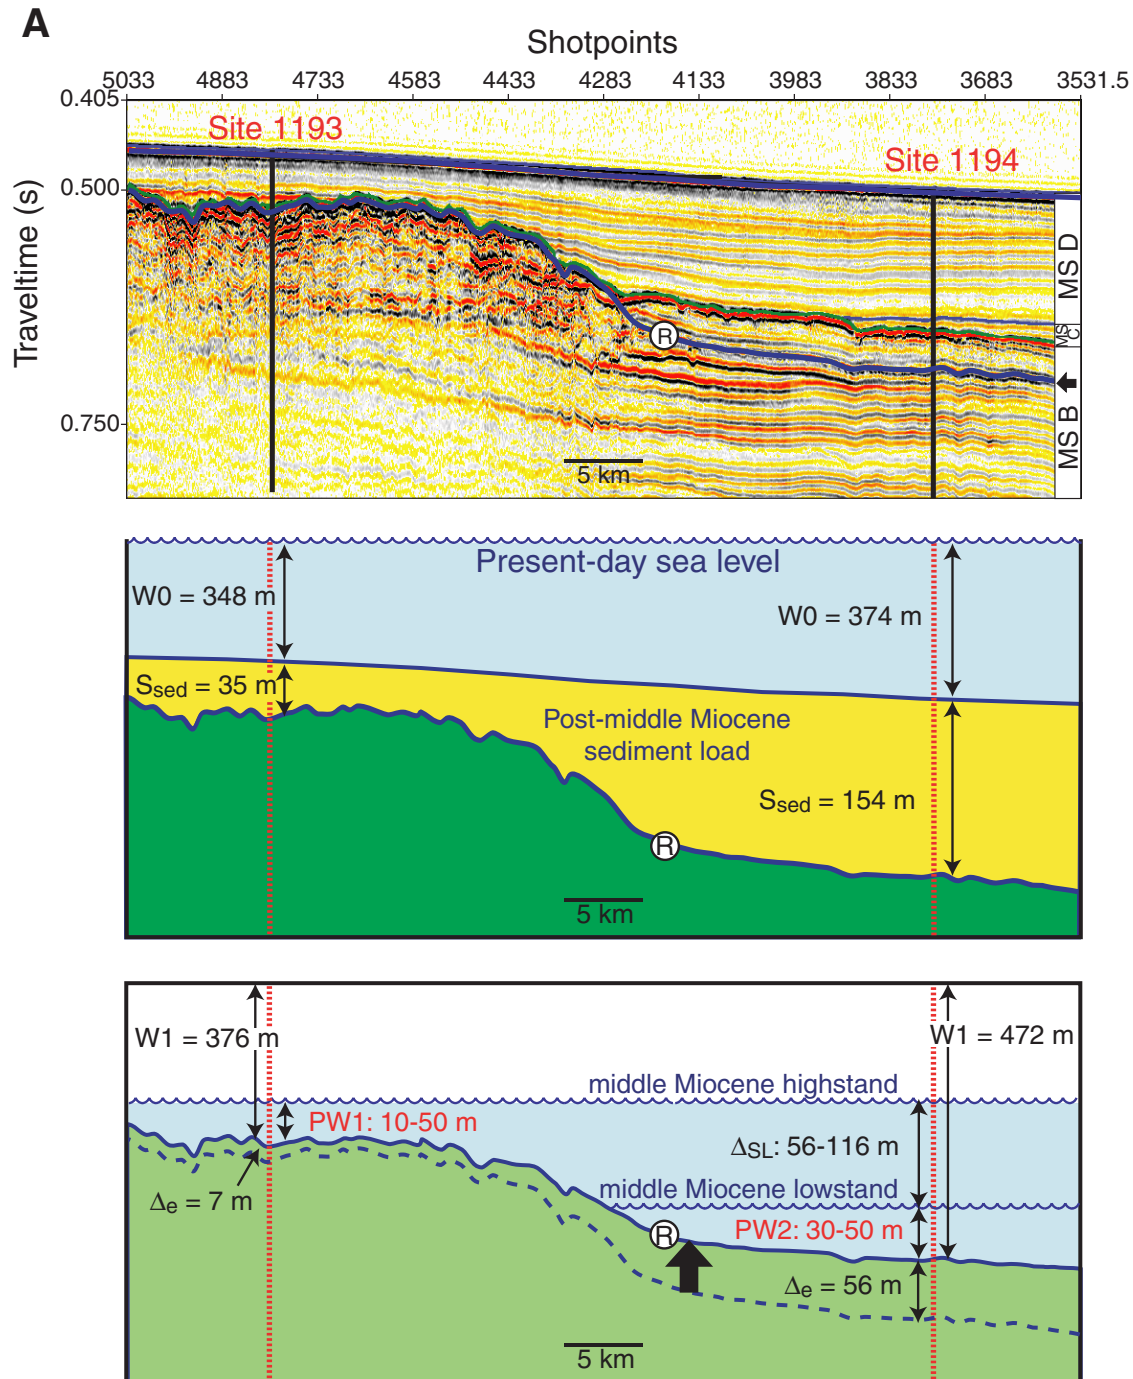 A
Shotpoints
5033 4883 4733 4583 4433 4283 4133 3983 3833 3683 3531.5
0.405
0.500
0.750
Traveltime (s)
Site 1193
Site 1194
R
MS D
MS C
MS B
5 km
Present-day sea level
W0 = 348 m
W0 = 374 m
Ssed = 35 m
Post-middle Miocene
sediment load
Ssed = 154 m
R
5 km
W1 = 376 m
W1 = 472 m
middle Miocene highstand
PW1: 10-50 m
ΔSL: 56-116 m
middle Miocene lowstand
Δe = 7 m
R
PW2: 30-50 m
Δe = 56 m
5 km